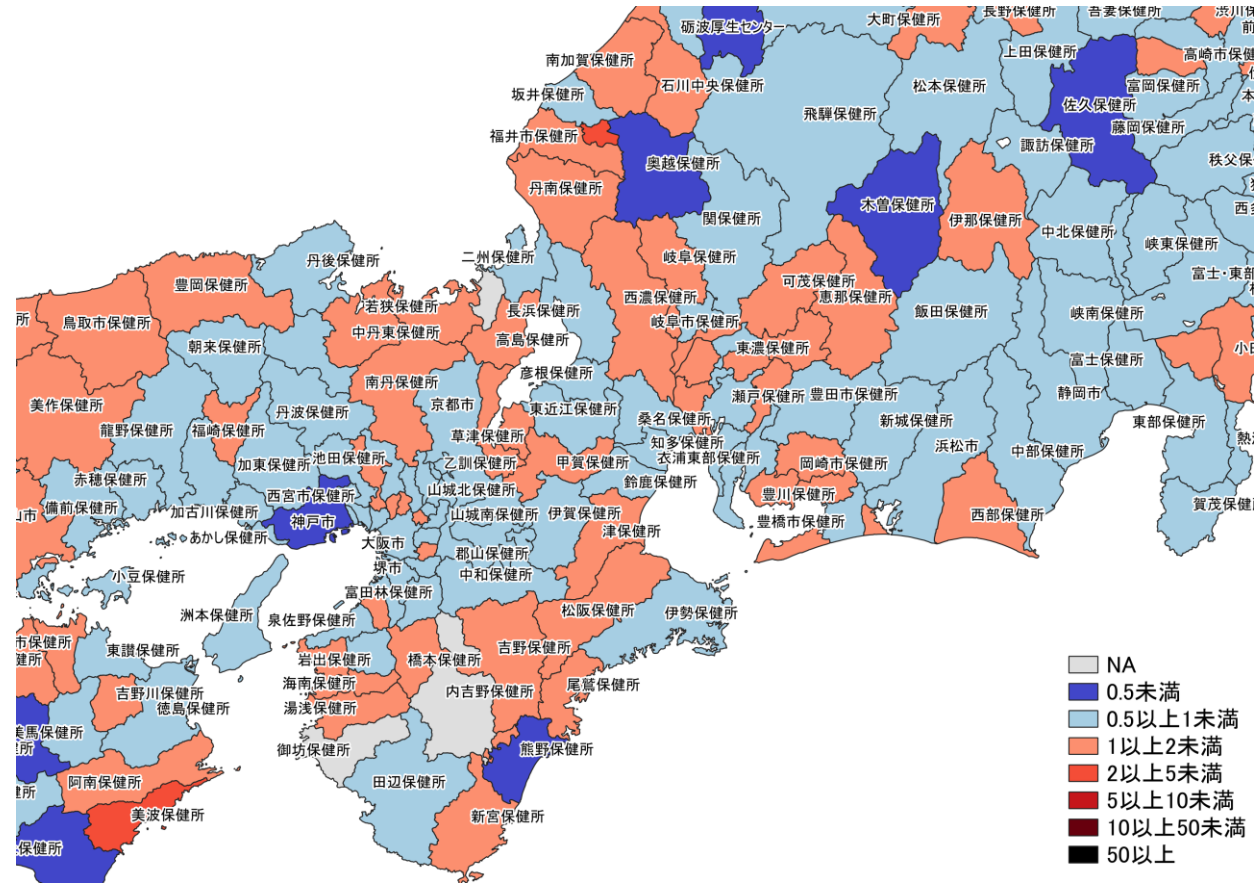 砺波厚生センター
大町保健所
長野保健所
吾妻保健所
南加賀保健所
石川中央保健所
上田保健所
坂井保健所
松本保健所
富岡保健所
飛騨保健所
佐久保健所
福井市保健所
藤岡保健所
諏訪保健所
奥越保健所
丹南保健所
木曽保健所
関保健所
伊那保健所
中北保健所
峡東保健所
二州保健所
丹後保健所
岐阜保健所
富士・東部
豊岡保健所
可茂保健所
西濃保健所
恵那保健所
若狭保健所
長浜保健所
飯田保健所
峡南保健所
鳥取市保健所
岐阜市保健所
中丹東保健所
高島保健所
朝来保健所
東濃保健所
富士保健所
彦根保健所
南丹保健所
静岡市
瀬戸保健所
豊田市保健所
京都市
美作保健所
東近江保健所
丹波保健所
桑名保健所
新城保健所
東部保健所
龍野保健所
福崎保健所
草津保健所
知多保健所
浜松市
池田保健所
衣浦東部保健所
中部保健所
加東保健所
乙訓保健所
甲賀保健所
岡崎市保健所
赤穂保健所
鈴鹿保健所
西宮市保健所
山城北保健所
豊川保健所
備前保健所
加古川保健所
山城南保健所
伊賀保健所
西部保健所
賀茂保健所
神戸市
豊橋市保健所
津保健所
あかし保健所
大阪市
郡山保健所
堺市
中和保健所
小豆保健所
富田林保健所
松阪保健所
伊勢保健所
洲本保健所
泉佐野保健所
東讃保健所
吉野保健所
岩出保健所
橋本保健所
海南保健所
尾鷲保健所
吉野川保健所
内吉野保健所
徳島保健所
湯浅保健所
美馬保健所
御坊保健所
熊野保健所
阿南保健所
田辺保健所
美波保健所
新宮保健所
NA
0.5未満
0.5以上1未満
1以上2未満
2以上5未満
5以上10未満
10以上50未満
50以上